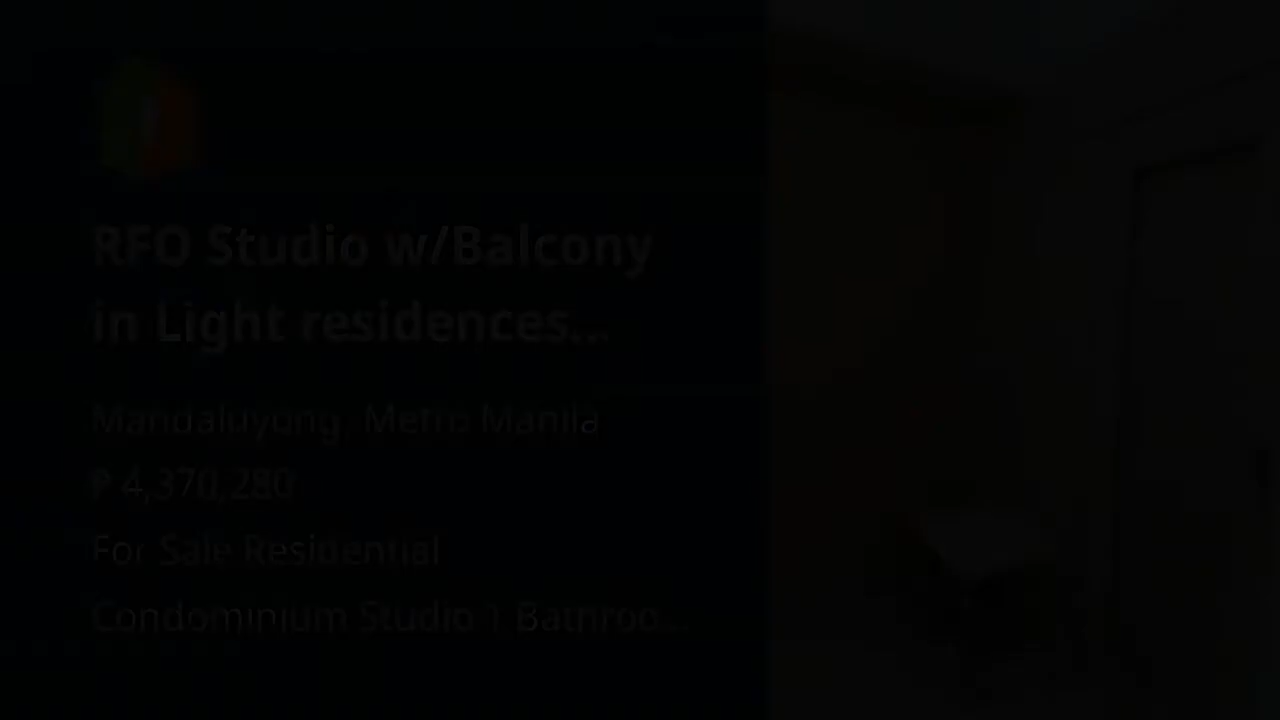 RFO Studio w/Balcony
in Light residences...
Mandaluyong, Metro Manila
₱ 4,370,280
For Sale Residential
Condominium Studio 1 Bathroo...